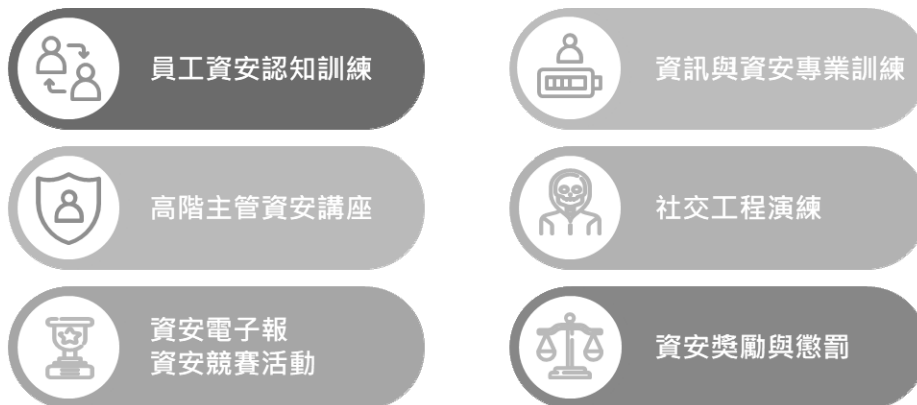 員工資安認知訓練
資訊與資安專業訓練
高階主管資安講座
社交工程演練
資安電子報
資安競賽活動
資安獎勵與懲罰